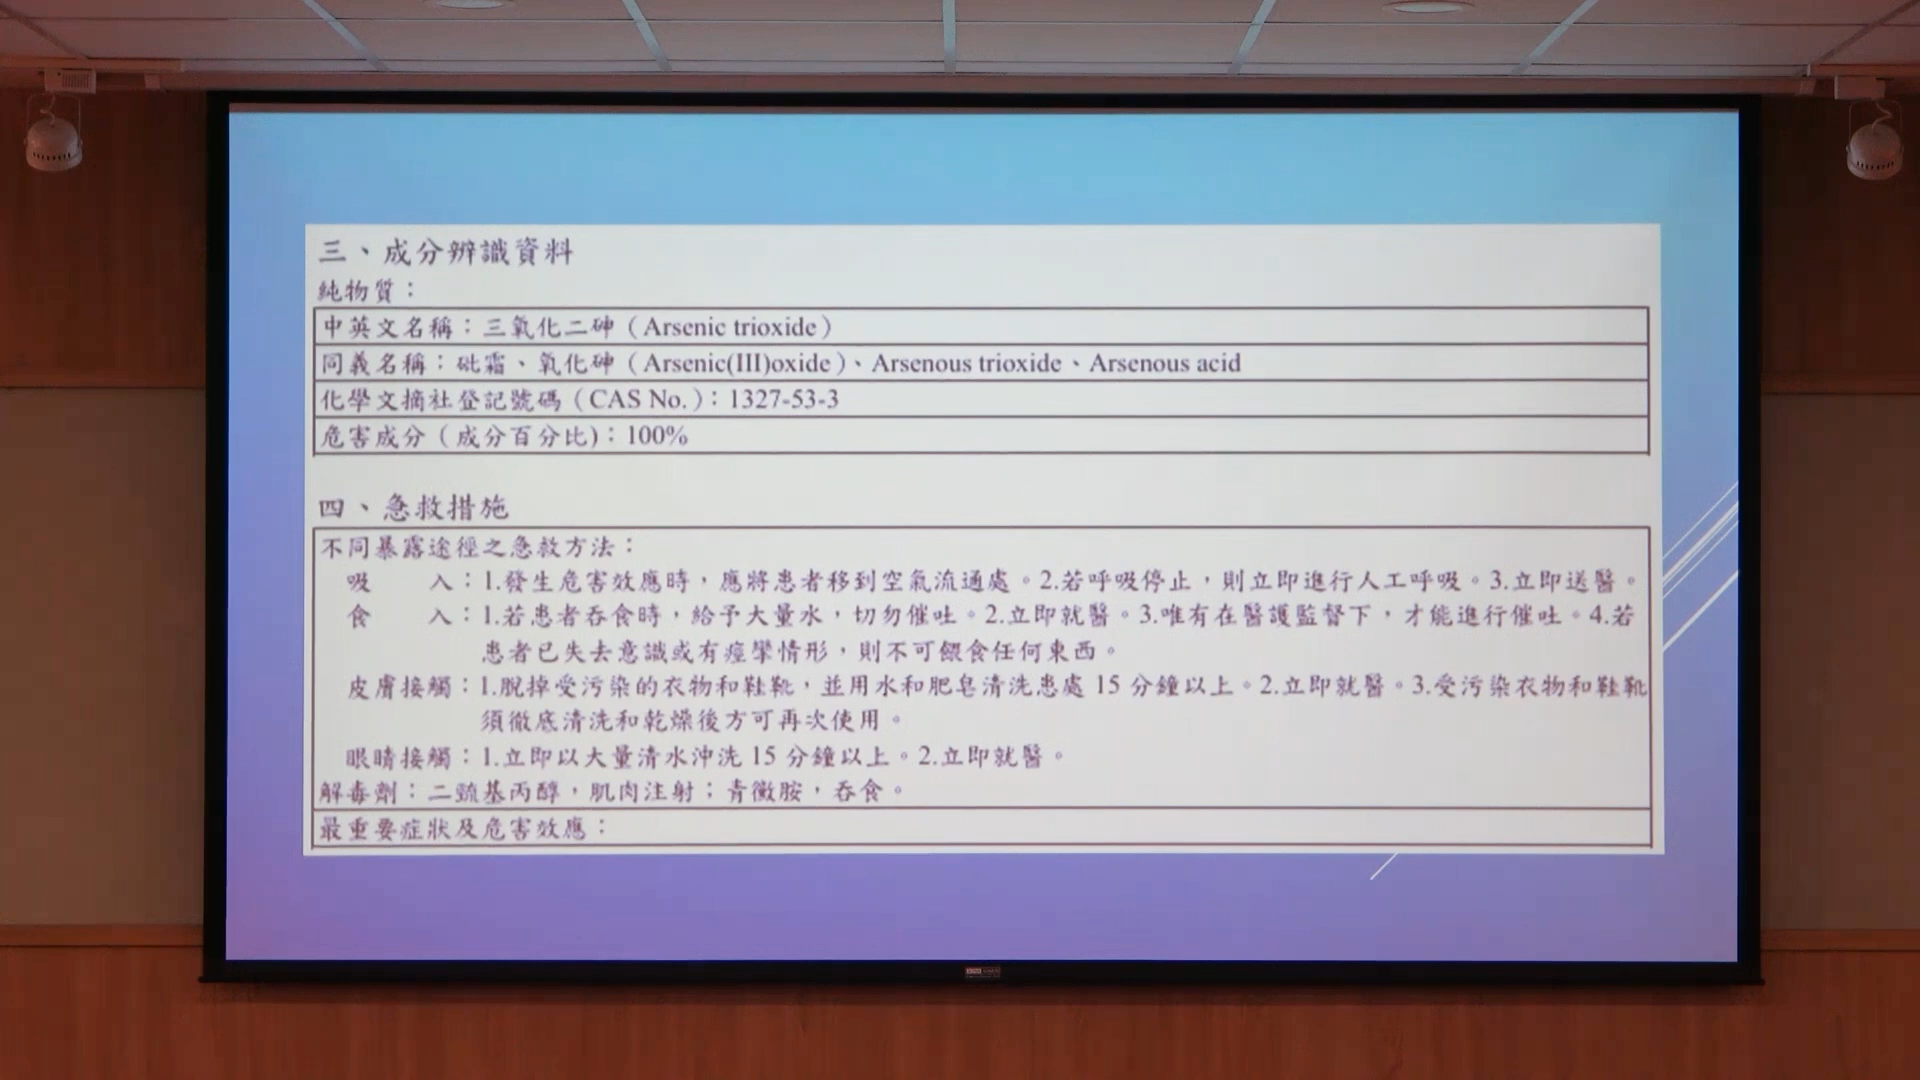 三、成分辨識資料
純物質：
中英文名稱：三氧化二砷（Arsenic trioxide）
同義名稱：砒霜、氧化砷（Arsenic(III)oxide）、Arsenous trioxide、Arsenous acid
化學文摘社登記號碼（CAS No.）：1327-53-3
危害成分（成分百分比）：100%
四、急救措施
不同暴露途徑之急救方法：
吸 入：1.發生危害效應時，應將患者移到空氣流通處。2.若呼吸停止，則立即進行人工呼吸。3.立即送醫。
食 入：1.若患者吞食時，給予大量水，切勿催吐。2.立即就醫。3.唯有在醫護監督下，才能進行催吐。4.若
患者已失去意識或有痙攣情形，則不可餵食任何東西。
皮膚接觸：1.脫掉受污染的衣物和鞋靴，並用水和肥皂清洗患處 15 分鐘以上。2.立即就醫。3.受污染衣物和鞋靴
須徹底清洗和乾燥後方可再次使用。
眼睛接觸：1.立即以大量清水沖洗 15 分鐘以上。2.立即就醫。
解毒劑：二巰基丙醇，肌肉注射；青黴胺，吞食。
最重要症狀及危害效應：